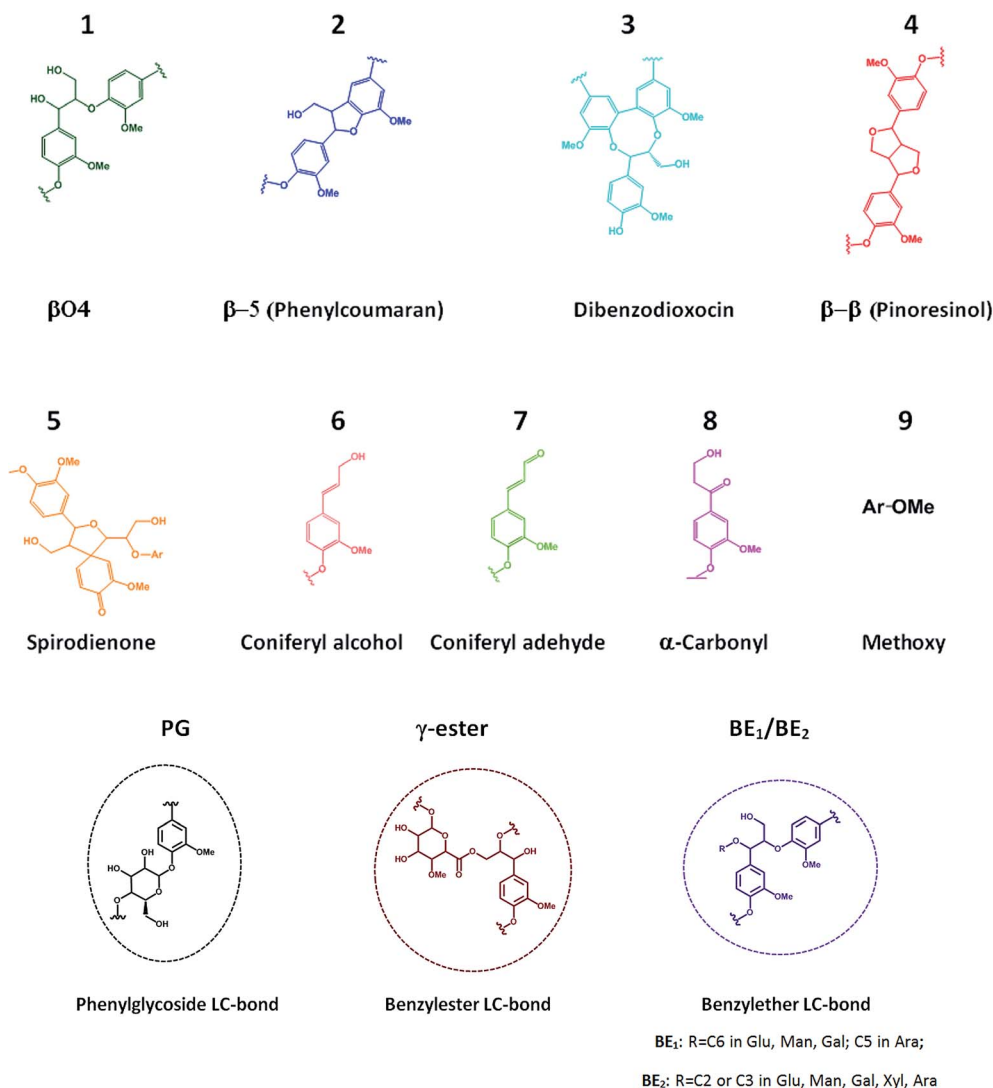 1 2 3 4
HO
HO
O
OMe
OMe
O
HO
O
OMe
O
OMe
MeO
OMe
O
O
OH
OMe
HO
MeO
O
O
O
O
OMe
βO4 β–5 (Phenylcoumaran) Dibenzodioxocin β–β (Pinoresinol)
5 6 7 8 9
OMe
O
O
OH
HO
O–Ar
OMe
O
OH
OMe
O
O
OMe
O
OH
O
OMe
O
Ar-OMe
Spirodienone Coniferyl alcohol Coniferyl adehyde α-Carbonyl Methoxy
PG γ-ester BE₁/BE₂
OMe
OH
HO
O
O
O
OH
O
HO
O
O
O
OH
HO
OMe
O
OMe
O
HO
O
R
O
OMe
OMe
O
Phenylglycoside LC-bond Benzylester LC-bond Benzylether LC-bond
BE₁: R=C6 in Glu, Man, Gal; C5 in Ara;
BE₂: R=C2 or C3 in Glu, Man, Gal, Xyl, Ara